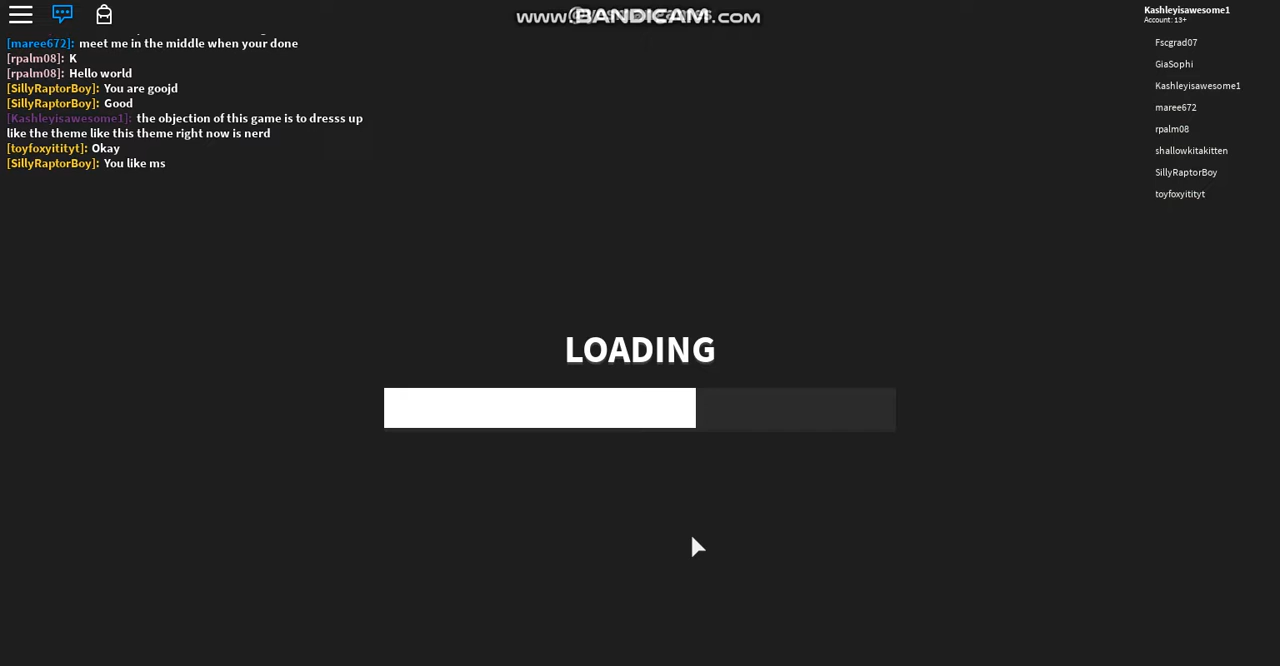 www.BANDICAM.com
Kashleyisawesome1
Account: 13+
[maree672]: meet me in the middle when your done
[rpalm08]: K
[rpalm08]: Hello world
[SillyRaptorBoy]: You are goojd
[SillyRaptorBoy]: Good
[Kashleyisawesome1]: the objection of this game is to dresss up
like the theme like this theme right now is nerd
[toyfoxyitityt]: Okay
[SillyRaptorBoy]: You like ms
Fscgrad07
GiaSophi
Kashleyisawesome1
maree672
rpalm08
shallowkitakitten
SillyRaptorBoy
toyfoxyitityt
LOADING